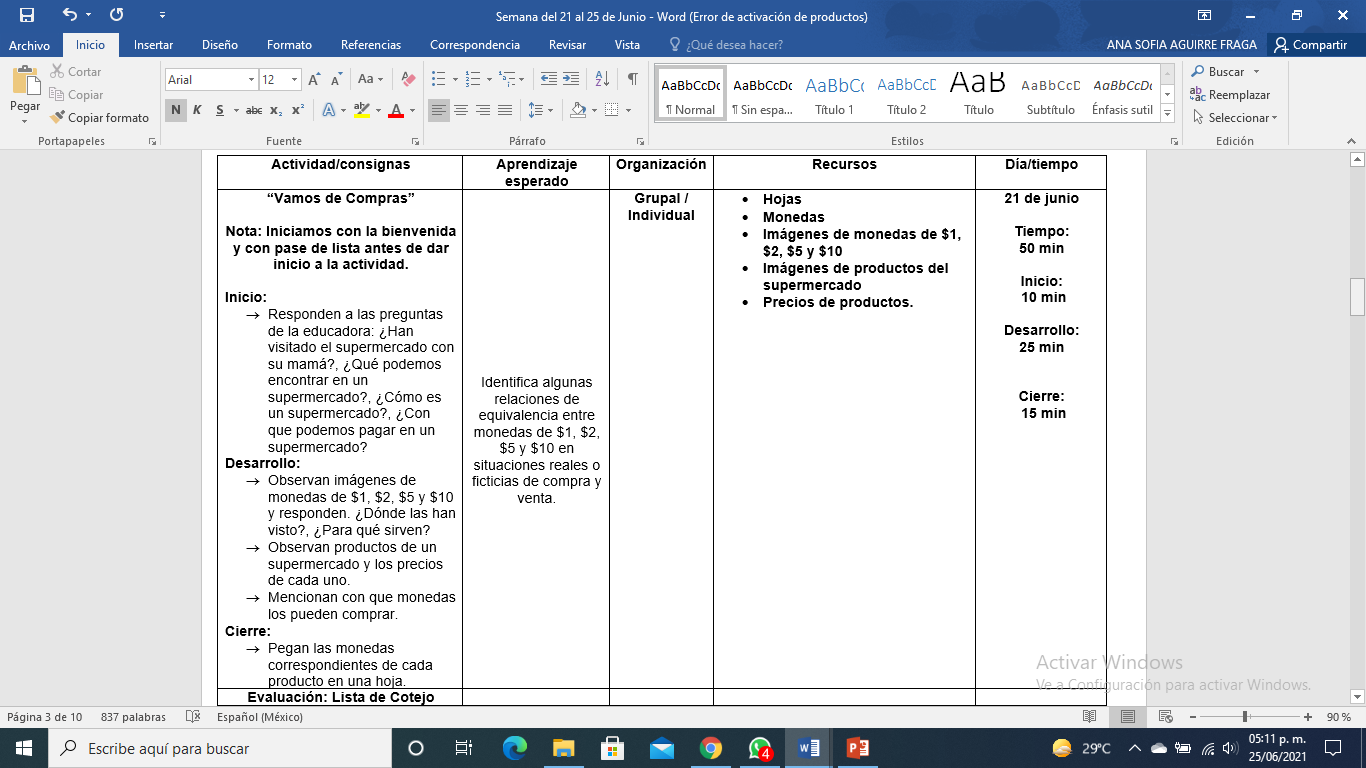 Semana del 21 al 25 de Junio - Word (Error de activación de productos)
Archivo Inicio Insertar Diseño Formato Referencias Correspondencia Revisar Vista ¿Qué desea hacer? ANA SOFIA AGUIRRE FRAGA Compartir
Pegar
Cortar
Copiar
Copiar formato
Portapapeles
Arial 12
N K S abc x₂ x²
Fuente
Párrafo
AaBbCcDc AaBbCcDc AaBbCc AaBbCcD AaB AaBbCcD AaBbCcDc
¶ Normal ¶ Sin espa... Título 1 Título 2 Título Subtítulo Énfasis sutil
Estilos
Buscar
Reemplazar
Seleccionar
Edición
Actividad/consignas
Aprendizaje
esperado
Organización
Recursos
Día/tiempo
“Vamos de Compras”
Nota: Iniciamos con la bienvenida
y con pase de lista antes de dar
inicio a la actividad.
Inicio:
→ Responden a las preguntas
de la educadora: ¿Han
visitado el supermercado con
su mamá?, ¿Qué podemos
encontrar en un
supermercado?, ¿Cómo es
un supermercado?, ¿Con
que podemos pagar en un
supermercado?
Desarrollo:
→ Observan imágenes de
monedas de $1, $2, $5 y $10
y responden. ¿Dónde las han
visto?, ¿Para qué sirven?
→ Observan productos de un
supermercado y los precios
de cada uno.
→ Mencionan con que monedas
los pueden comprar.
Cierre:
→ Pegan las monedas
correspondientes de cada
producto en una hoja.
Identifica algunas
relaciones de
equivalencia entre
monedas de $1, $2,
$5 y $10 en
situaciones reales o
ficticias de compra y
venta.
Grupal /
Individual
• Hojas
• Monedas
• Imágenes de monedas de $1,
$2, $5 y $10
• Imágenes de productos del
supermercado
• Precios de productos.
21 de junio
Tiempo:
50 min
Inicio:
10 min
Desarrollo:
25 min
Cierre:
15 min
Evaluación: Lista de Cotejo
Activar Windows
Ve a Configuración para activar Windows.
Página 3 de 10 837 palabras Español (México) 90 %
Escribe aquí para buscar
4
29°C
05:11 p. m.
25/06/2021